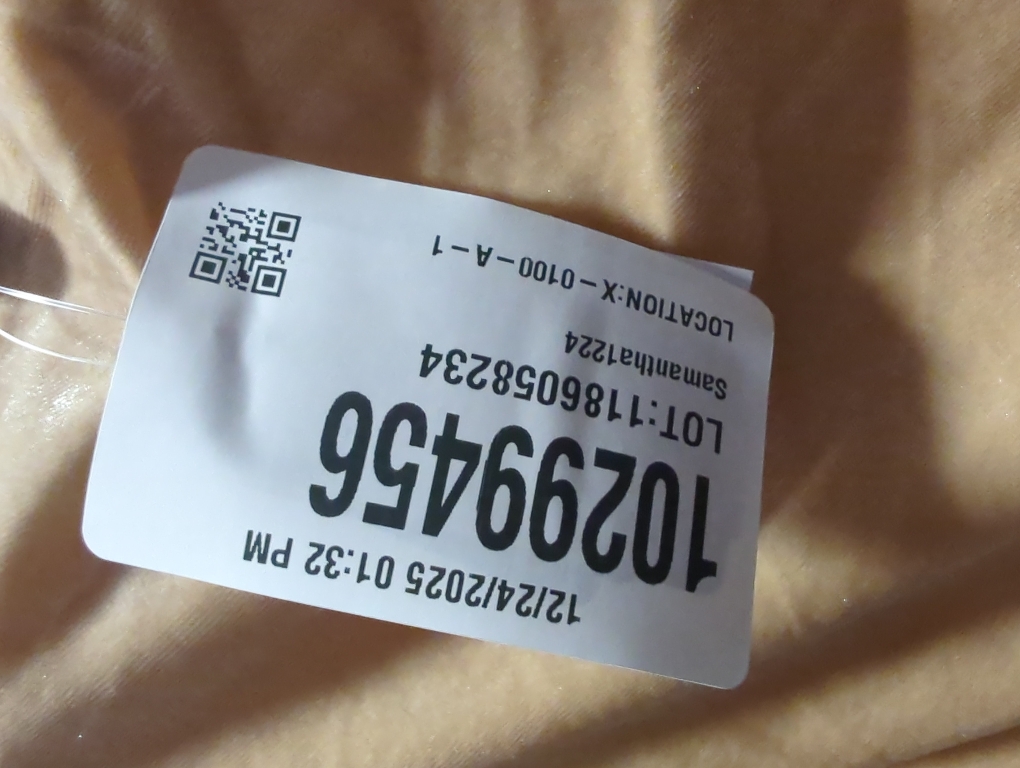 12/24/2025 01:32 PM
10299456
LOT:1186058234
Samantha1224
LOCATION:X-0100-A-1